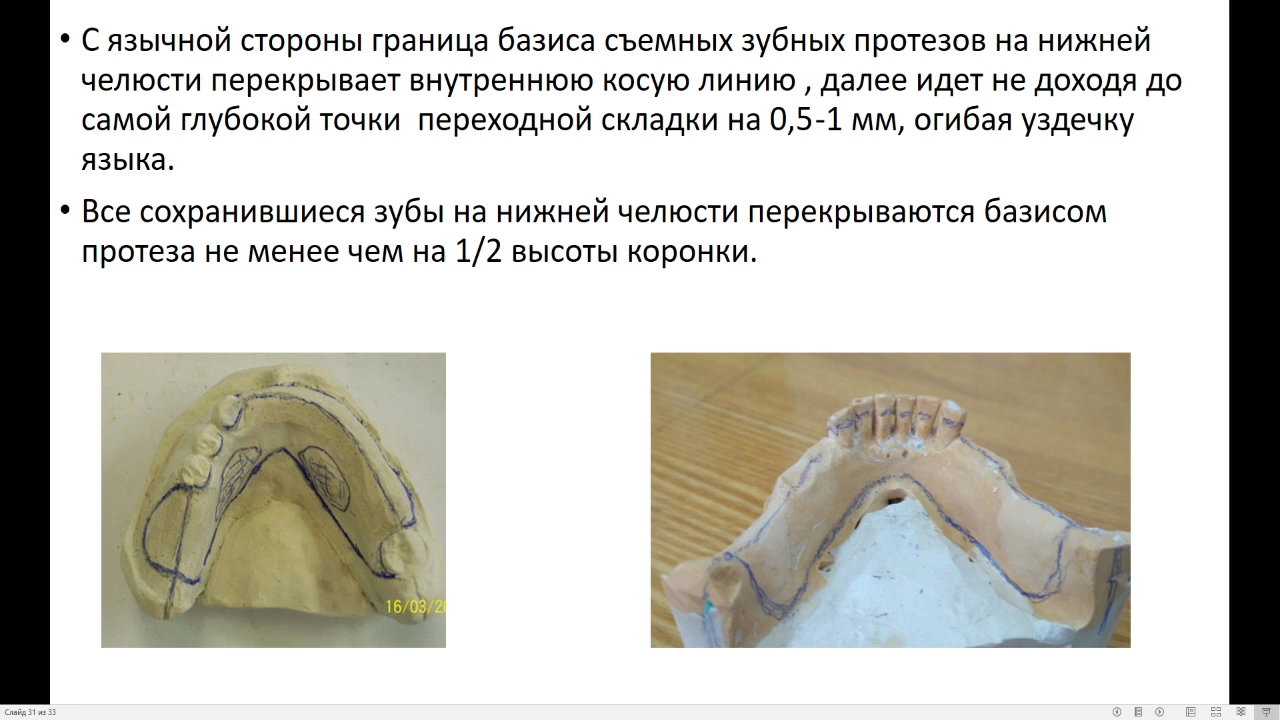 • С язычной стороны граница базиса съемных зубных протезов на нижней
челюсти перекрывает внутреннюю косую линию , далее идет не доходя до
самой глубокой точки  переходной складки на 0,5-1 мм, огибая уздечку
языка.
• Все сохранившиеся зубы на нижней челюсти перекрываются базисом
протеза не менее чем на 1/2 высоты коронки.
16/03/20
Слайд 31 из 33